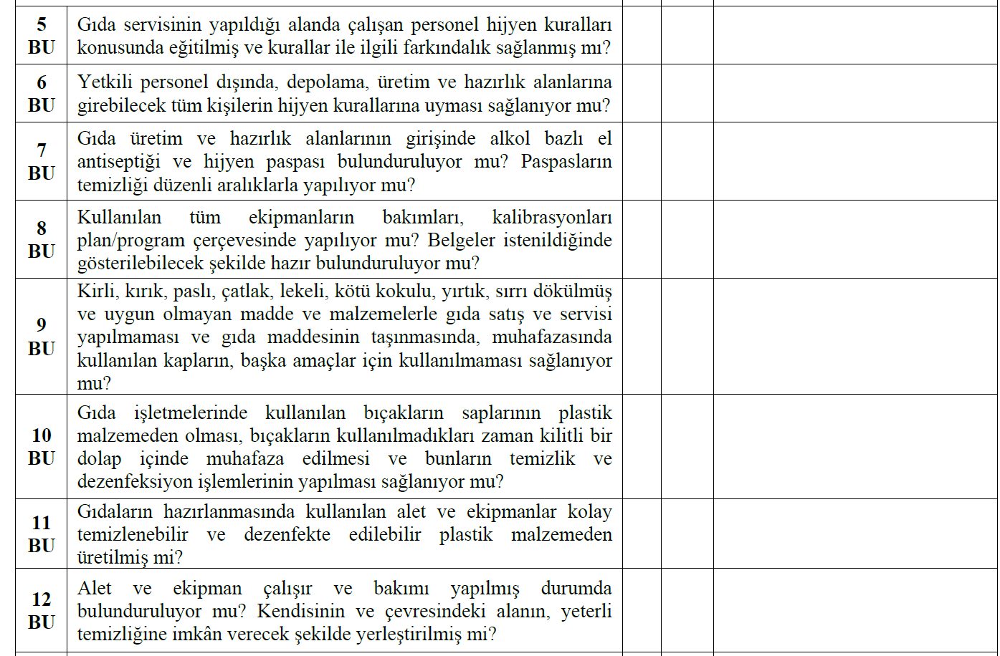 5
BU
Gıda servisinin yapıldığı alanda çalışan personel hijyen kuralları
konusunda eğitilmiş ve kurallar ile ilgili farkındalık sağlanmış mı?
6
BU
Yetkili personel dışında, depolama, üretim ve hazırlık alanlarına
girebilecek tüm kişilerin hijyen kurallarına uyması sağlanıyor mu?
7
BU
Gıda üretim ve hazırlık alanlarının girişinde alkol bazlı el
antiseptiği ve hijyen paspası bulunduruluyor mu? Paspasların
temizliği düzenli aralıklarla yapılıyor mu?
8
BU
Kullanılan tüm ekipmanların bakımları, kalibrasyonları
plan/program çerçevesinde yapılıyor mu? Belgeler istenildiğinde
gösterilebilecek şekilde hazır bulunduruluyor mu?
9
BU
Kirli, kırık, paslı, çatlak, lekeli, kötü kokulu, yırtık, sırrı dökülmüş
ve uygun olmayan madde ve malzemelerle gıda satış ve servisi
yapılmaması ve gıda maddesinin taşınmasında, muhafazasında
kullanılan kapların, başka amaçlar için kullanılmaması sağlanıyor
mu?
10
BU
Gıda işletmelerinde kullanılan bıçakların saplarının plastik
malzemeden olması, bıçakların kullanılmadıkları zaman kilitli bir
dolap içinde muhafaza edilmesi ve bunların temizlik ve
dezenfeksiyon işlemlerinin yapılması sağlanıyor mu?
11
BU
Gıdaların hazırlanmasında kullanılan alet ve ekipmanlar kolay
temizlenebilir ve dezenfekte edilebilir plastik malzemeden
üretilmiş mi?
12
BU
Alet ve ekipman çalışır ve bakımı yapılmış durumda
bulunduruluyor mu? Kendisinin ve çevresindeki alanın, yeterli
temizliğine imkân verecek şekilde yerleştirilmiş mi?